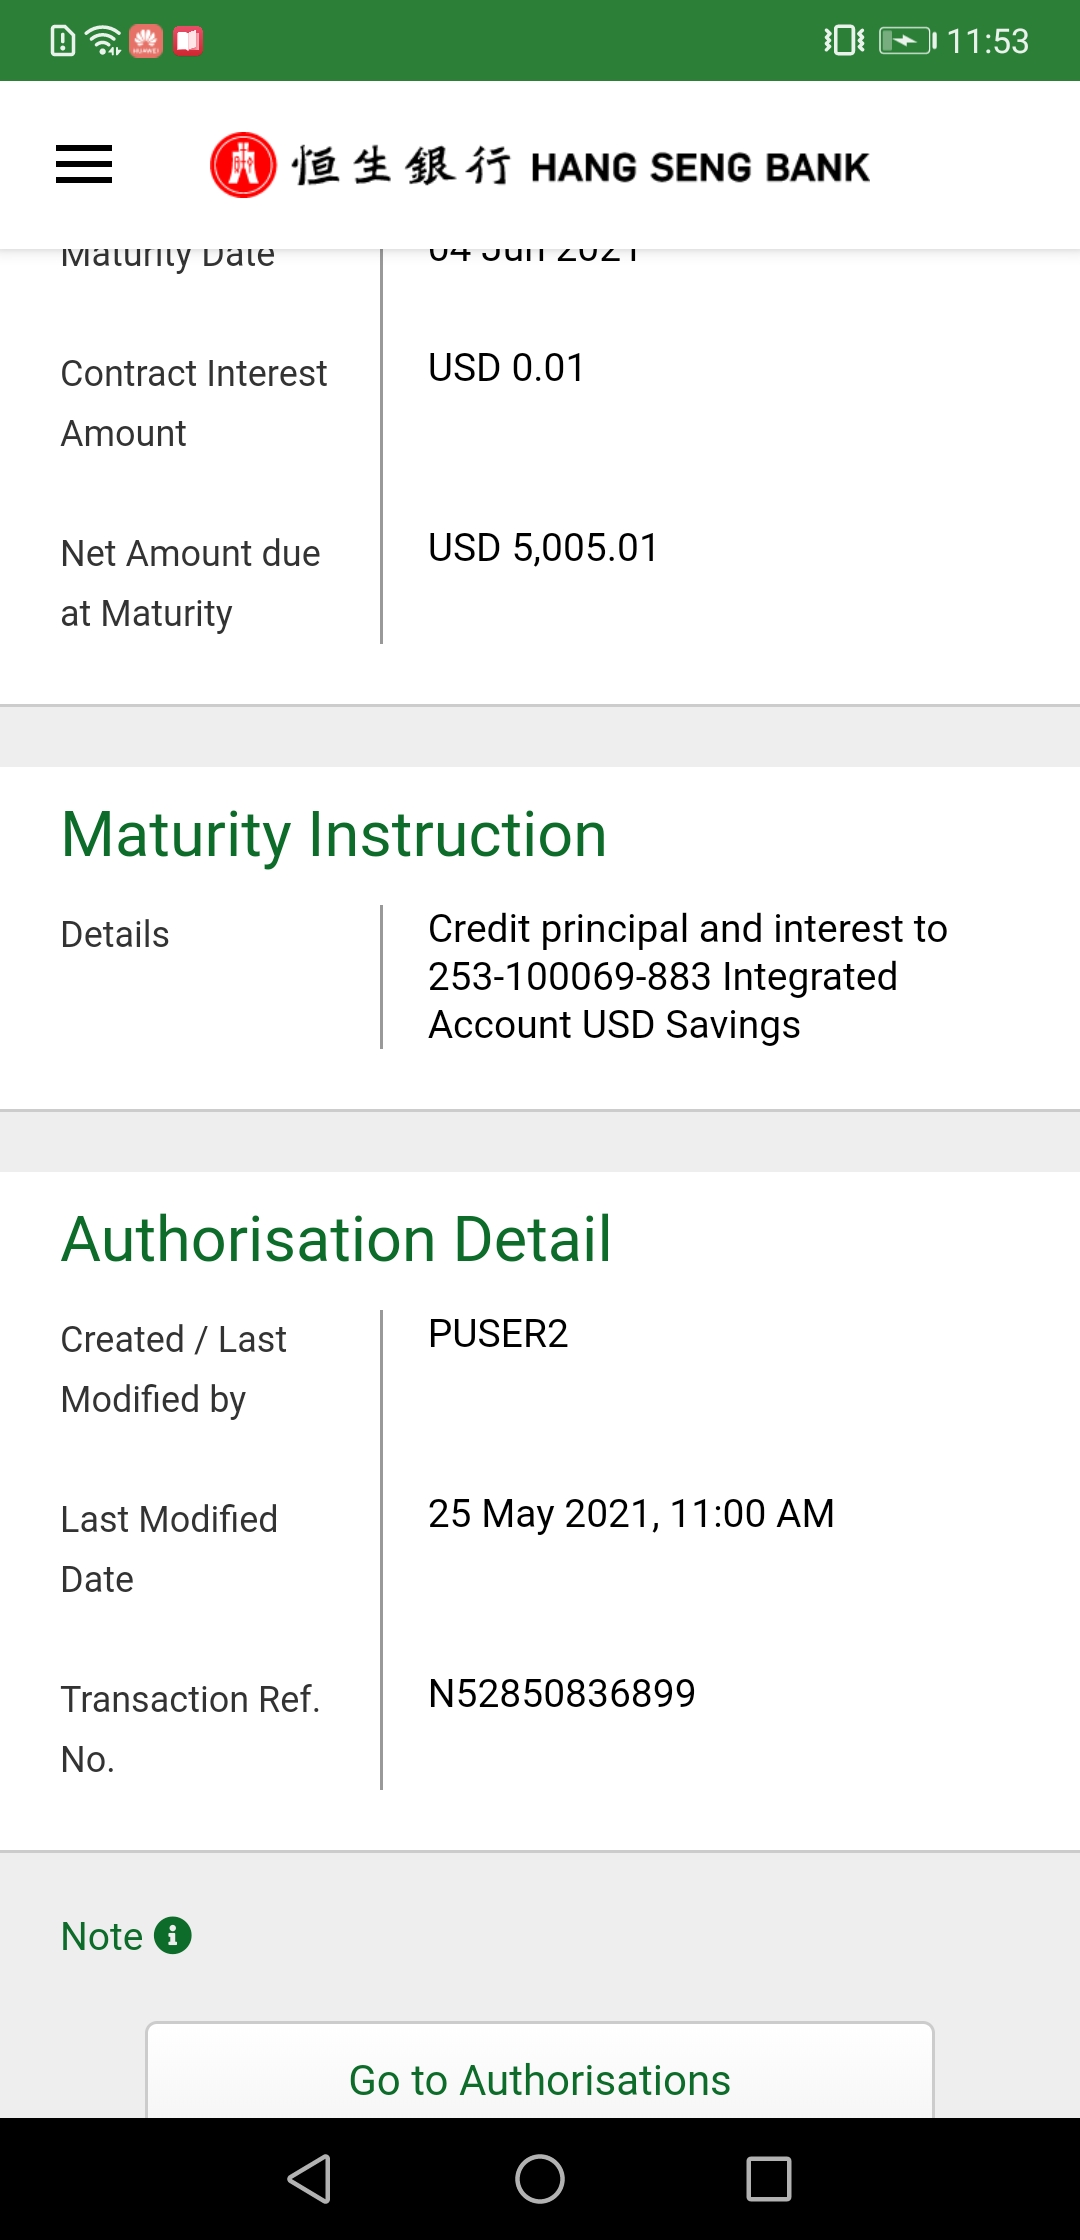 11:53
恒生銀行 HANG SENG BANK
Maturity Date
04 Jun 2021
Contract Interest
Amount
USD 0.01
Net Amount due
at Maturity
USD 5,005.01
Maturity Instruction
Details
Credit principal and interest to
253-100069-883 Integrated
Account USD Savings
Authorisation Detail
Created / Last
Modified by
PUSER2
Last Modified
Date
25 May 2021, 11:00 AM
Transaction Ref.
No.
N52850836899
Note
Go to Authorisations